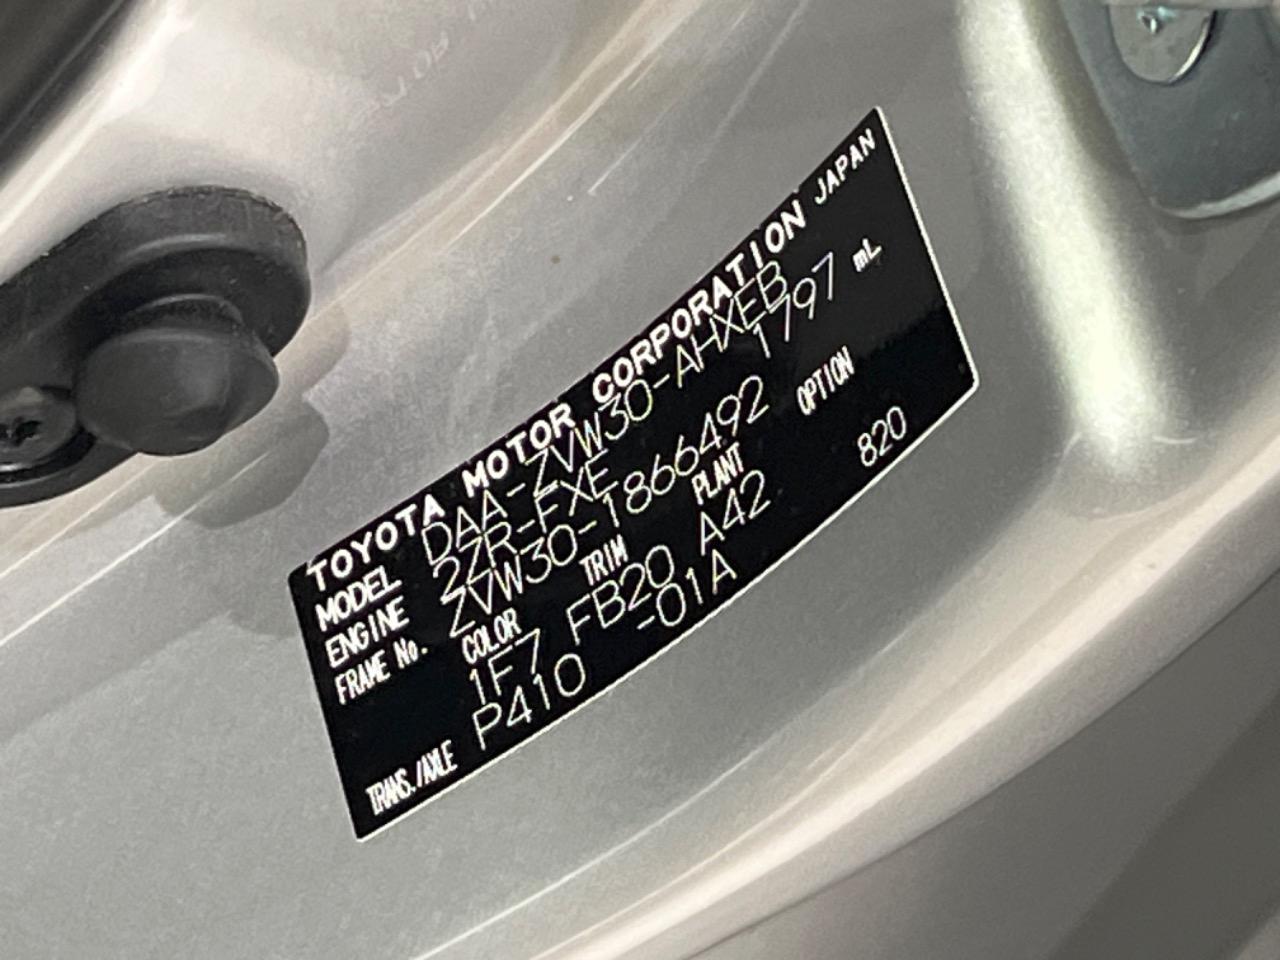 TOYOTA MOTOR CORPORATION JAPAN
MODEL DAA-ZVW30-AHXEB
ENGINE 2ZR-FXE 1797 mL
FRAME No. ZVW30-1866492
COLOR TRIM PLANT OPTION
1F7 FB20 A42 820
TRANS./AXLE P410 -01A